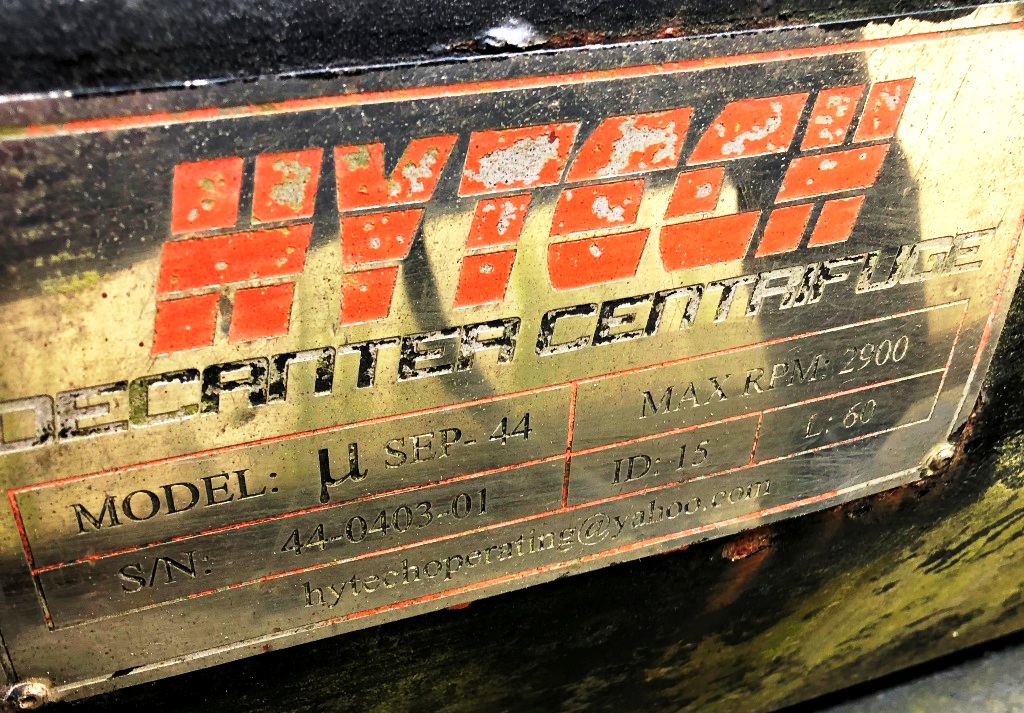 HYTECH
DECANTER CENTRIFUGE
MODEL: µ SEP-44 MAX RPM: 2900
S/N: 44-0403-01 ID: 15 L: 60
hytechoperating@yahoo.com